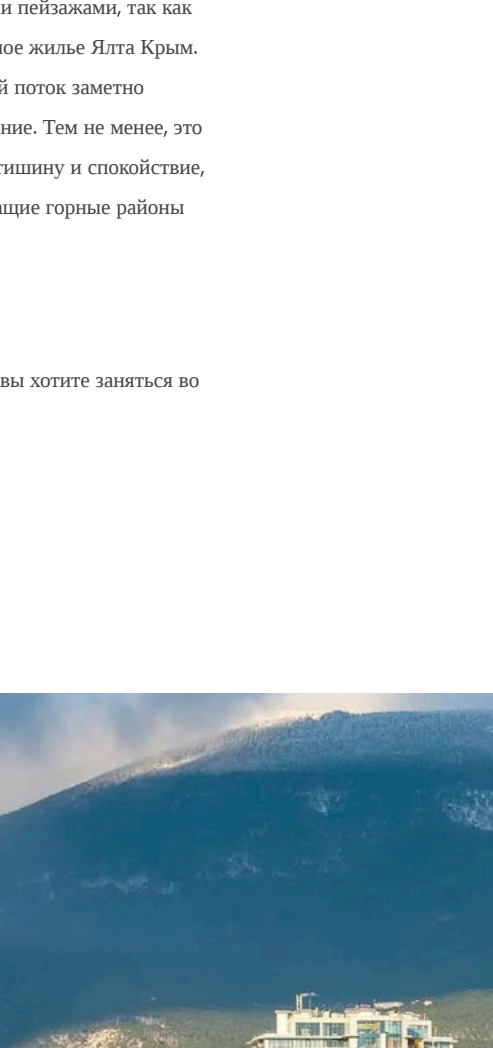 и пейзажами, так как
жилье Ялта Крым.
й поток заметно
ние. Тем не менее, это
тишину и спокойствие,
щие горные районы
вы хотите заняться во